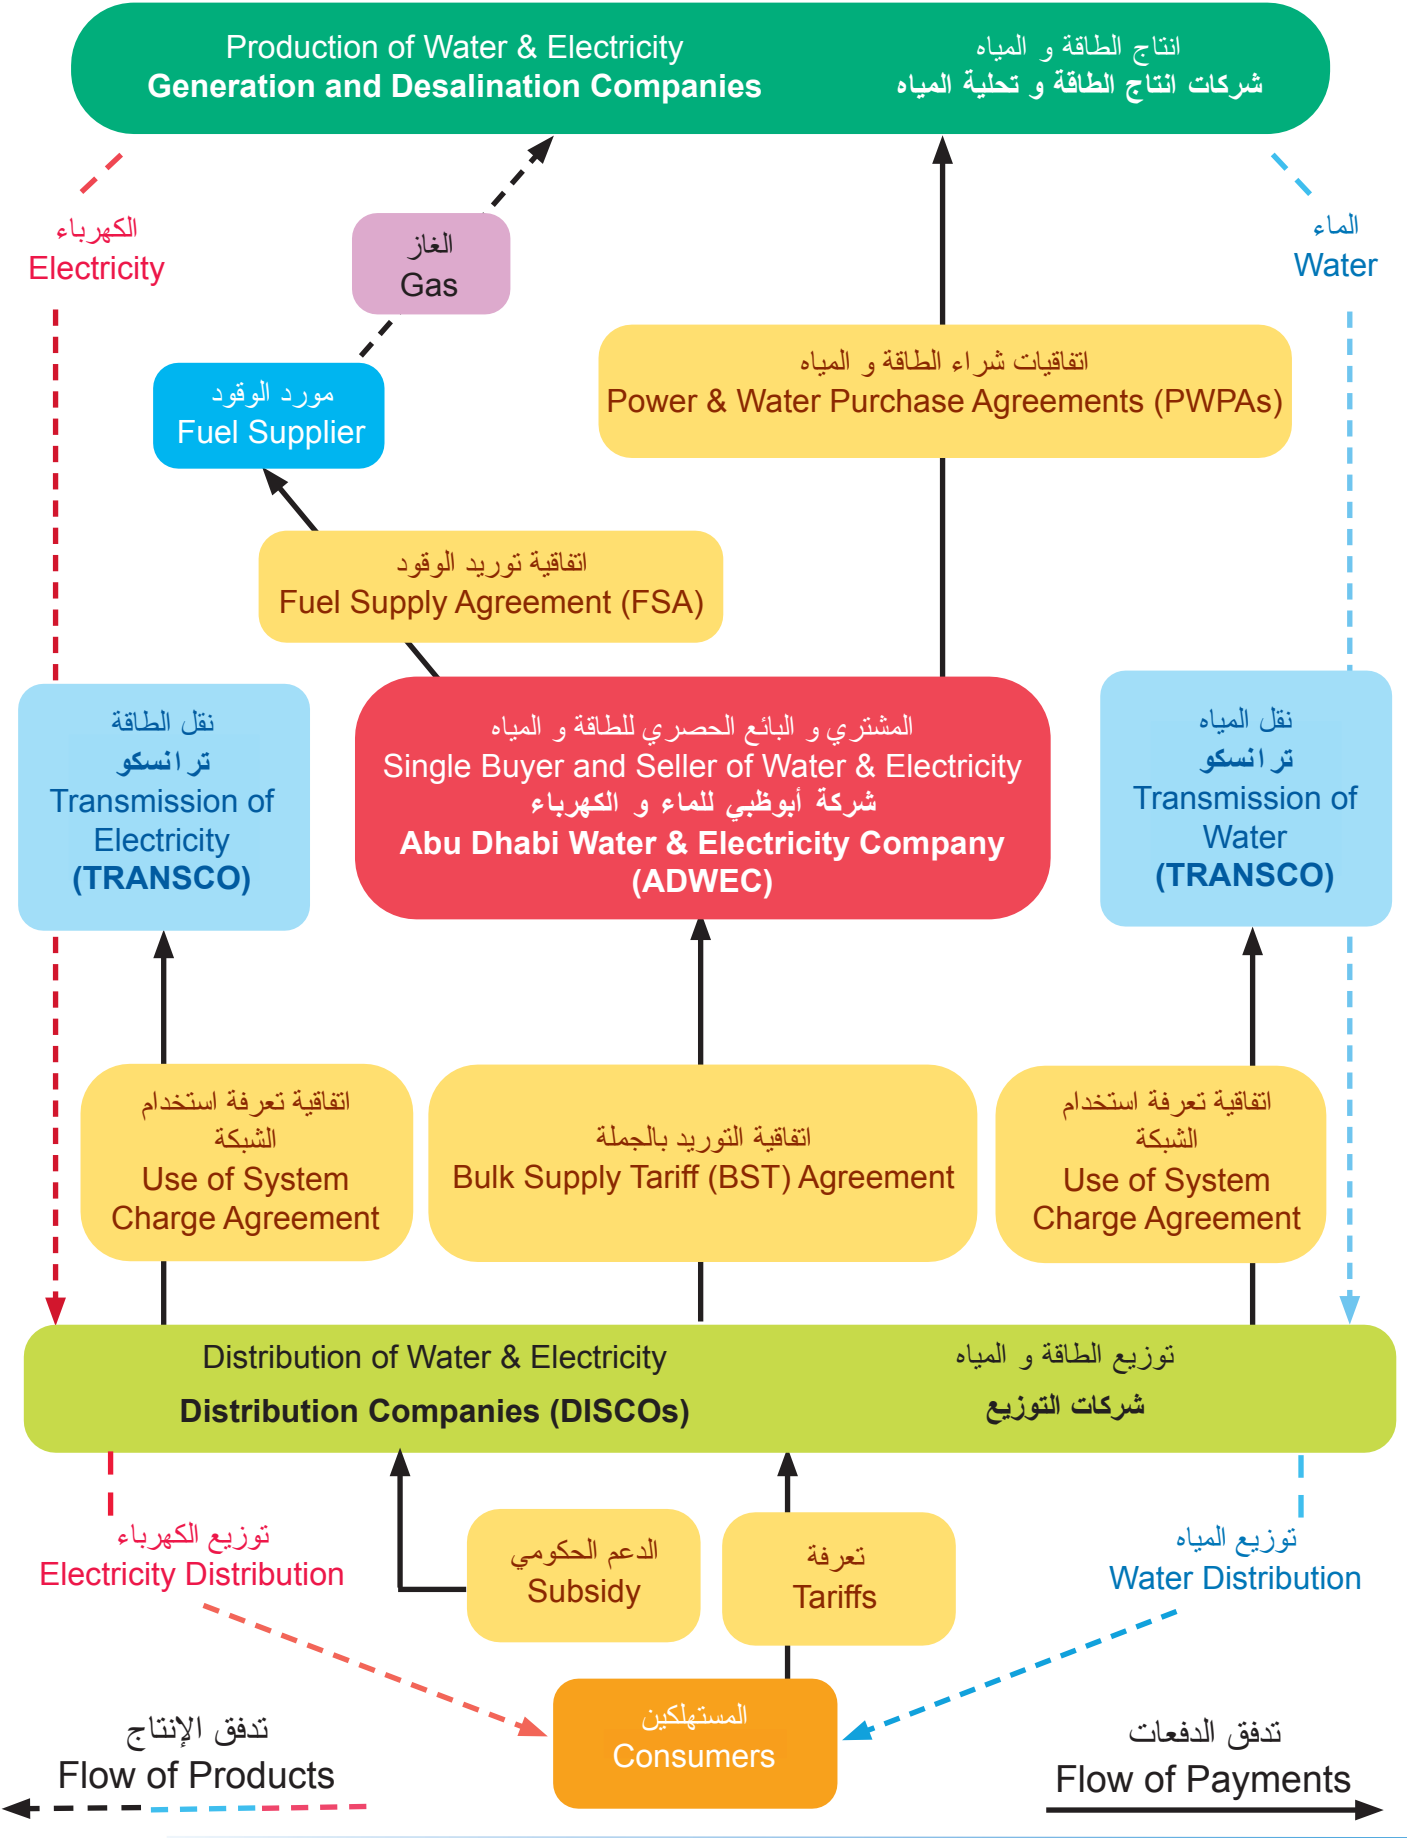 Production of Water & Electricity
Generation and Desalination Companies
انتاج الطاقة و المياه
شركات انتاج الطاقة و تحلية المياه
الكهرباء
Electricity
الغاز
Gas
الماء
Water
مورد الوقود
Fuel Supplier
اتفاقيات شراء الطاقة و المياه
Power & Water Purchase Agreements (PWPAs)
اتفاقية توريد الوقود
Fuel Supply Agreement (FSA)
نقل الطاقة
ترانسكو
Transmission of
Electricity
(TRANSCO)
المشتري و البائع الحصري للطاقة و المياه
Single Buyer and Seller of Water & Electricity
شركة أبوظبي للماء و الكهرباء
Abu Dhabi Water & Electricity Company
(ADWEC)
نقل المياه
ترانسكو
Transmission of
Water
(TRANSCO)
اتفاقية تعرفة استخدام
الشبكة
Use of System
Charge Agreement
اتفاقية التوريد بالجملة
Bulk Supply Tariff (BST) Agreement
اتفاقية تعرفة استخدام
الشبكة
Use of System
Charge Agreement
Distribution of Water & Electricity
Distribution Companies (DISCOs)
توزيع الطاقة و المياه
شركات التوزيع
توزيع الكهرباء
Electricity Distribution
الدعم الحكومي
Subsidy
تعرفة
Tariffs
توزيع المياه
Water Distribution
المستهلكين
Consumers
تدفق الإنتاج
Flow of Products
تدفق الدفعات
Flow of Payments